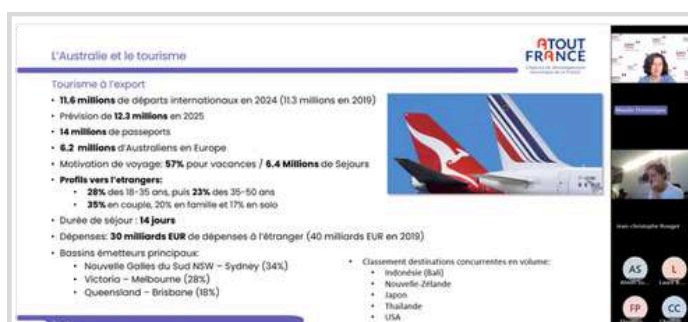 L'Australie et le tourisme
ATOUT
FRANCE
Tourisme à l'export
• 11.6 millions de départs internationaux en 2024 (11.3 millions en 2019)
• Prévision de 12.3 millions en 2025
• 14 millions de passeports
• 6.2 millions d'Australiens en Europe
• Motivation de voyage: 57% pour vacances / 6.4 Millions de Sejours
• Profils vers l'etrangers:
• 28% des 18-35 ans, puis 23% des 35-50 ans
• 35% en couple, 20% en famille et 17% en solo
• Durée de séjour : 14 jours
• Dépenses: 30 milliards EUR de dépenses à l'étranger (40 milliards EUR en 2019)
• Bassins émetteurs principaux:
• Nouvelle Galles du Sud NSW – Sydney (34%)
• Victoria – Melbourne (28%)
• Queensland – Brisbane (18%)
• Classement destinations concurrentes en volume:
• Indonésie (Bali)
• Nouvelle-Zélande
• Japon
• Thaïlande
• USA
AS
L
FP
CC